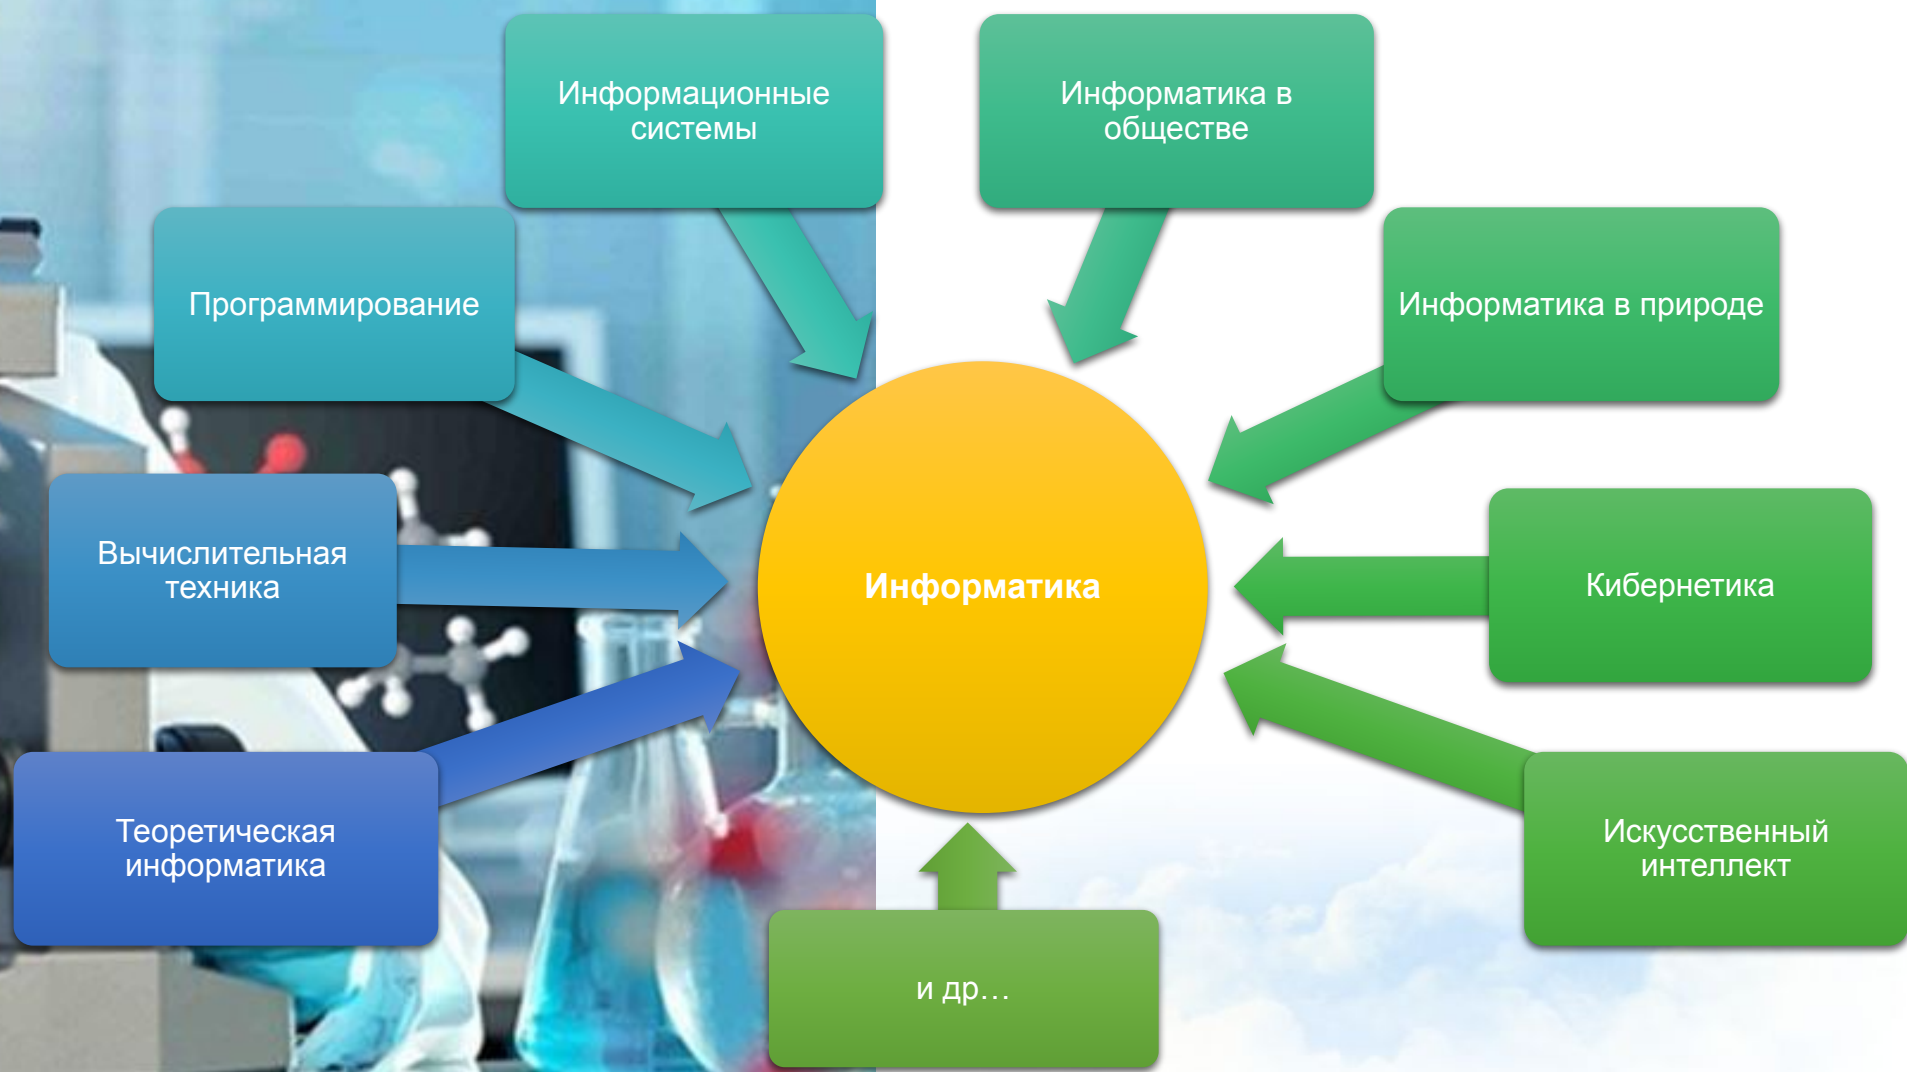 Информационные
системы
Информатика в
обществе
Программирование
Информатика в природе
Вычислительная
техника
Информатика
Кибернетика
Теоретическая
информатика
Искусственный
интеллект
и др…